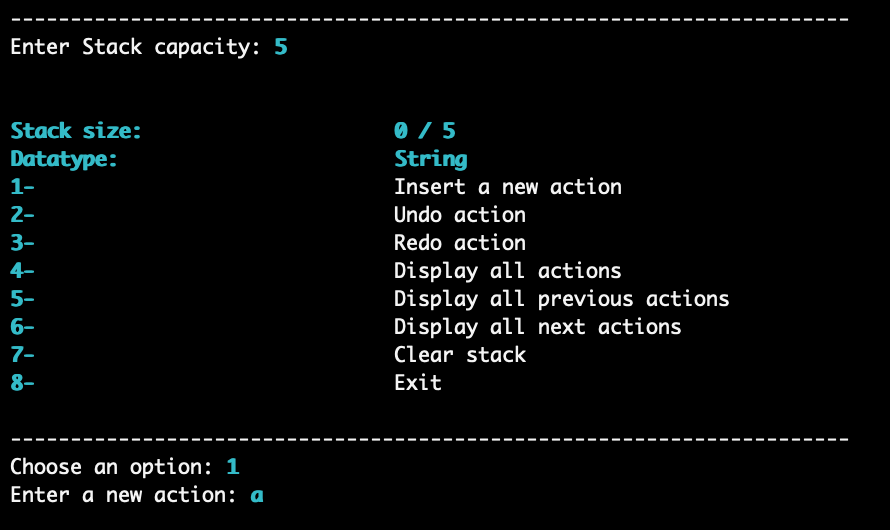 ----------------------------------------------------------------------
Enter Stack capacity: 5
Stack size: 0 / 5
Datatype: String
1- Insert a new action
2- Undo action
3- Redo action
4- Display all actions
5- Display all previous actions
6- Display all next actions
7- Clear stack
8- Exit
----------------------------------------------------------------------
Choose an option: 1
Enter a new action: a